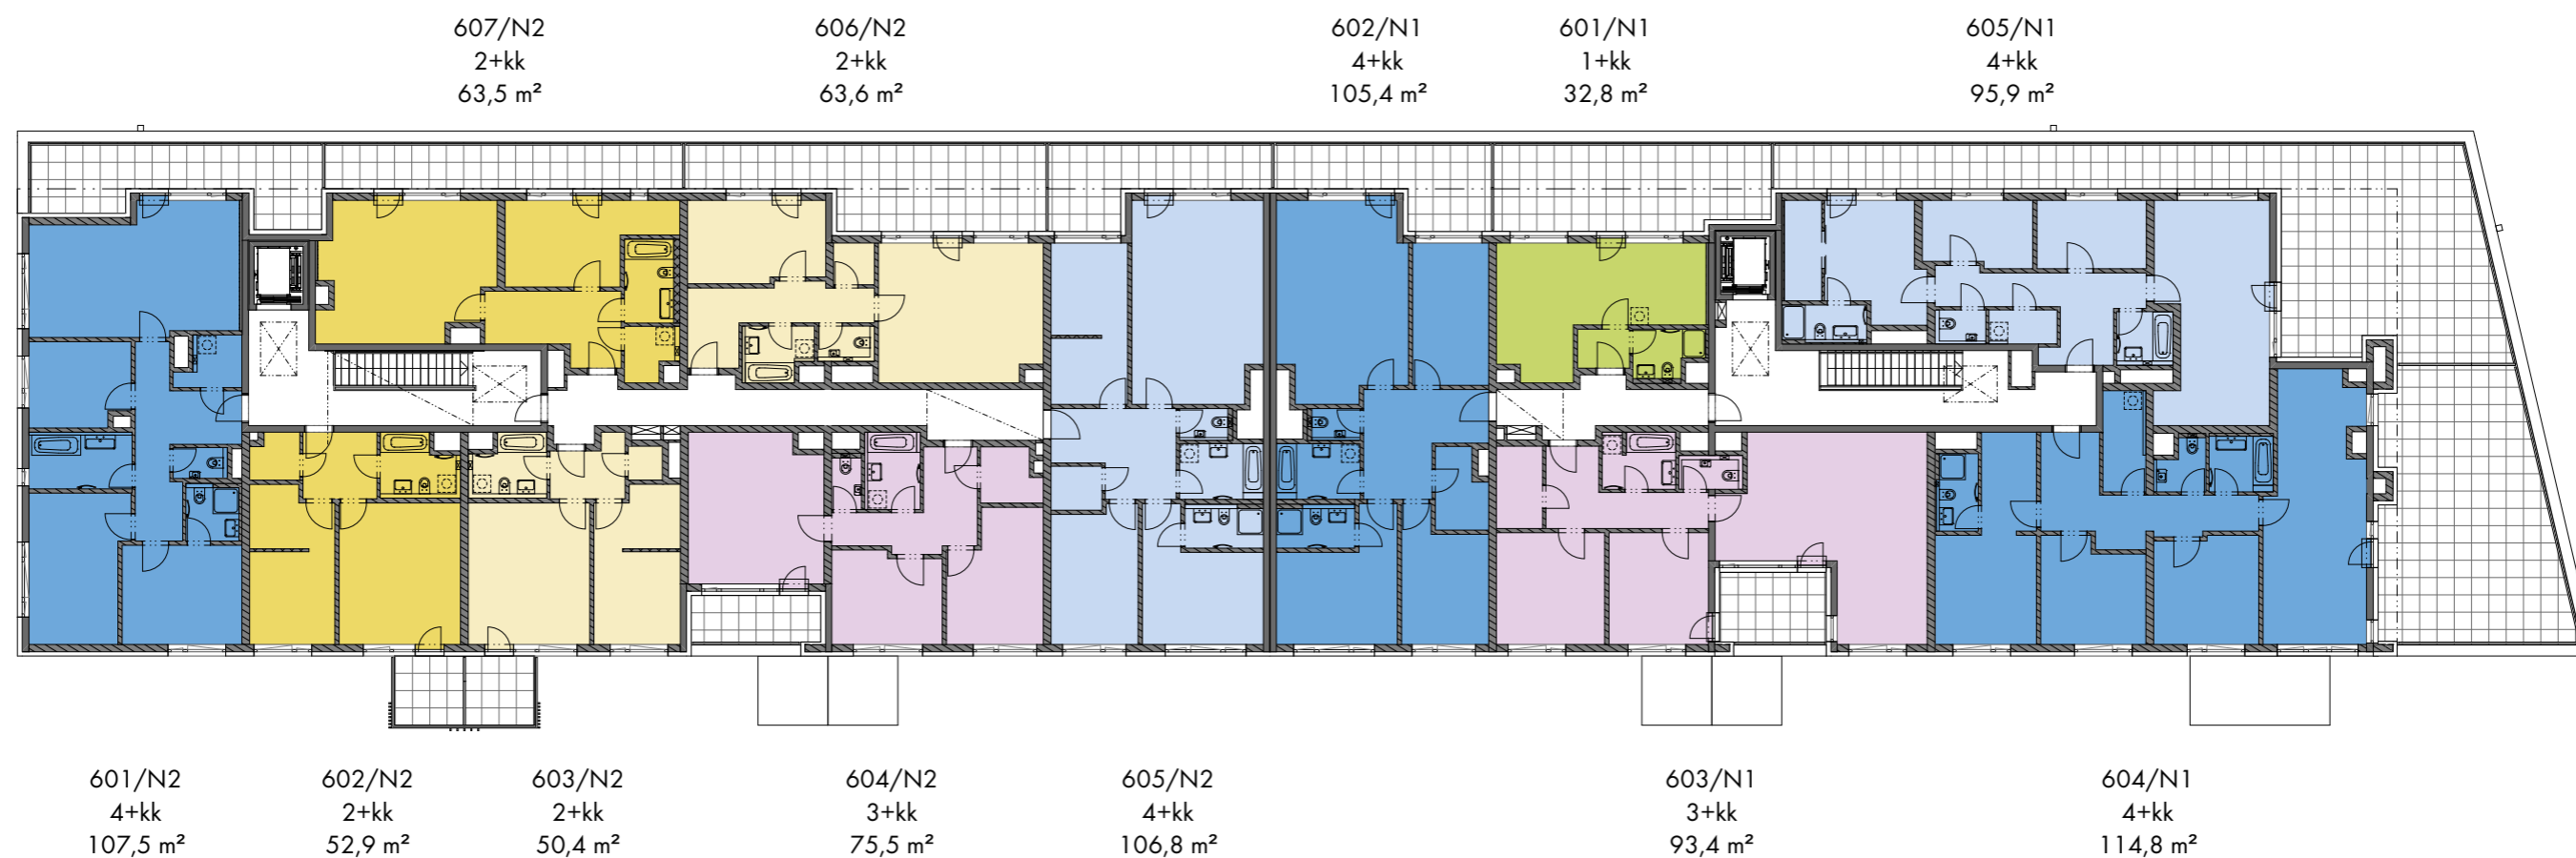 607/N2
2+kk
63,5 m²
606/N2
2+kk
63,6 m²
602/N1
4+kk
105,4 m²
601/N1
1+kk
32,8 m²
605/N1
4+kk
95,9 m²
601/N2
4+kk
107,5 m²
602/N2
2+kk
52,9 m²
603/N2
2+kk
50,4 m²
604/N2
3+kk
75,5 m²
605/N2
4+kk
106,8 m²
603/N1
3+kk
93,4 m²
604/N1
4+kk
114,8 m²